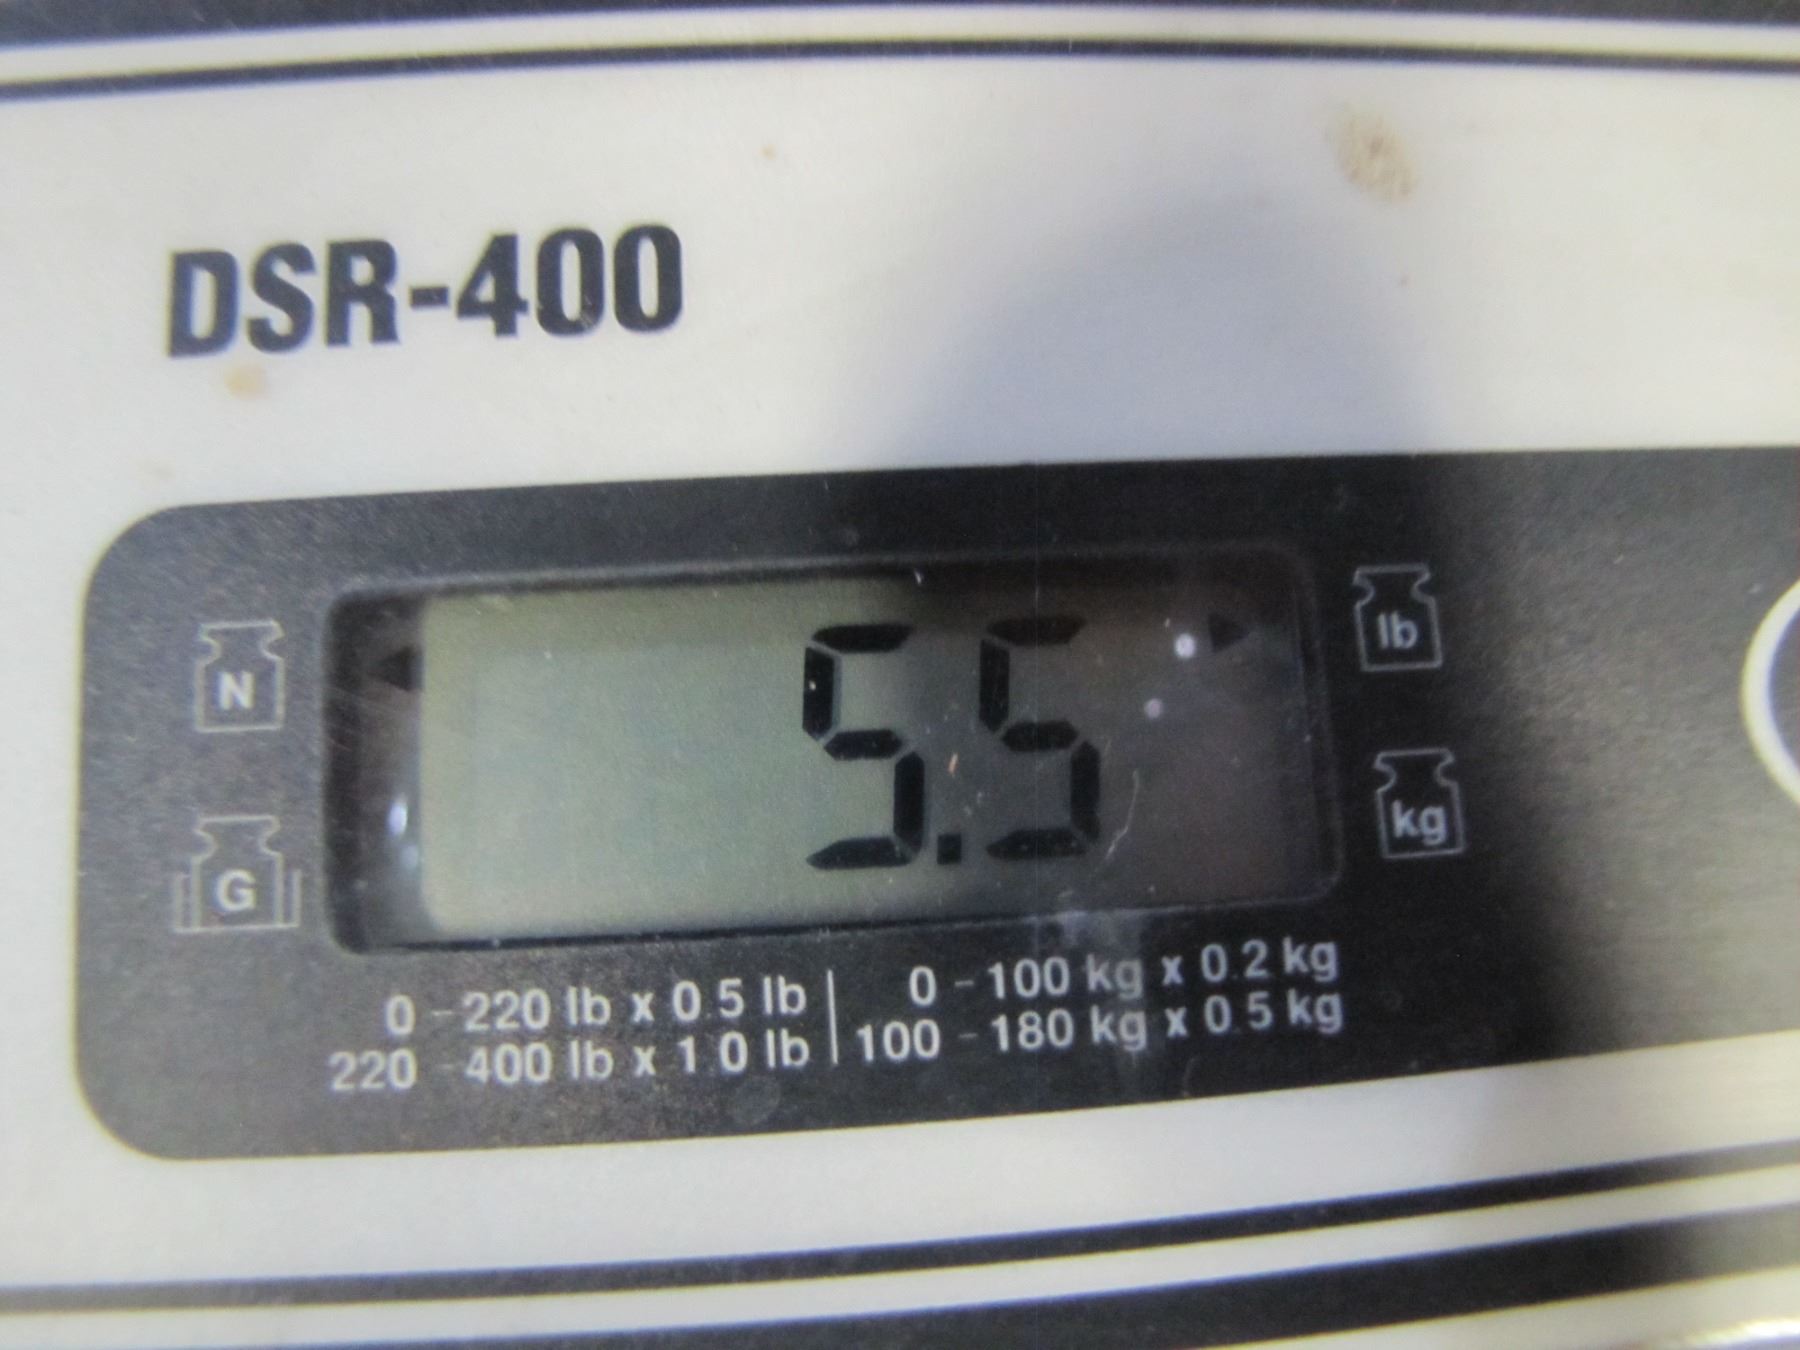 DSR-400
N
5.5
lb
G
kg
0 - 220 lb x 0.5 lb | 0 - 100 kg x 0.2 kg
220 - 400 lb x 1.0 lb | 100 - 180 kg x 0.5 kg